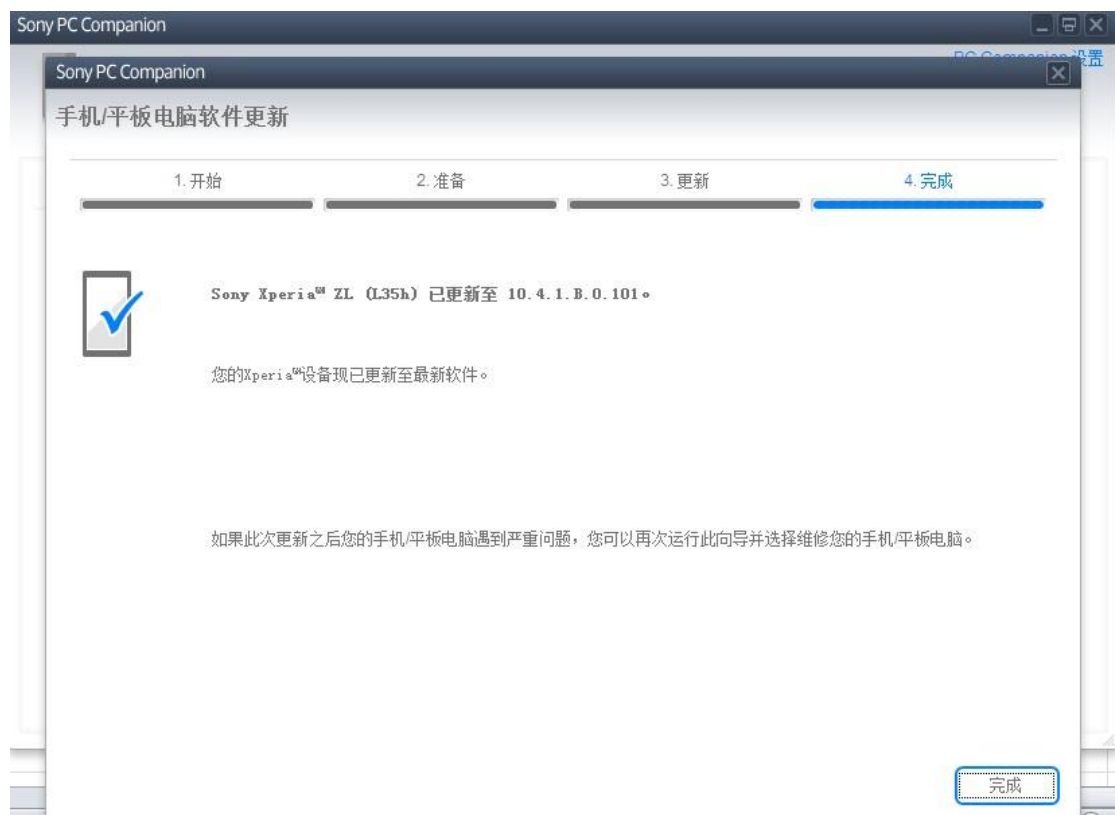 Sony PC Companion
PC Companion 设置
Sony PC Companion
手机/平板电脑软件更新
1. 开始
2. 准备
3. 更新
4. 完成
Sony Xperia™ ZL (L35h) 已更新至 10.4.1.B.0.101。
您的Xperia™设备现已更新至最新软件。
如果此次更新之后您的手机/平板电脑遇到严重问题，您可以再次运行此向导并选择维修您的手机/平板电脑。
完成